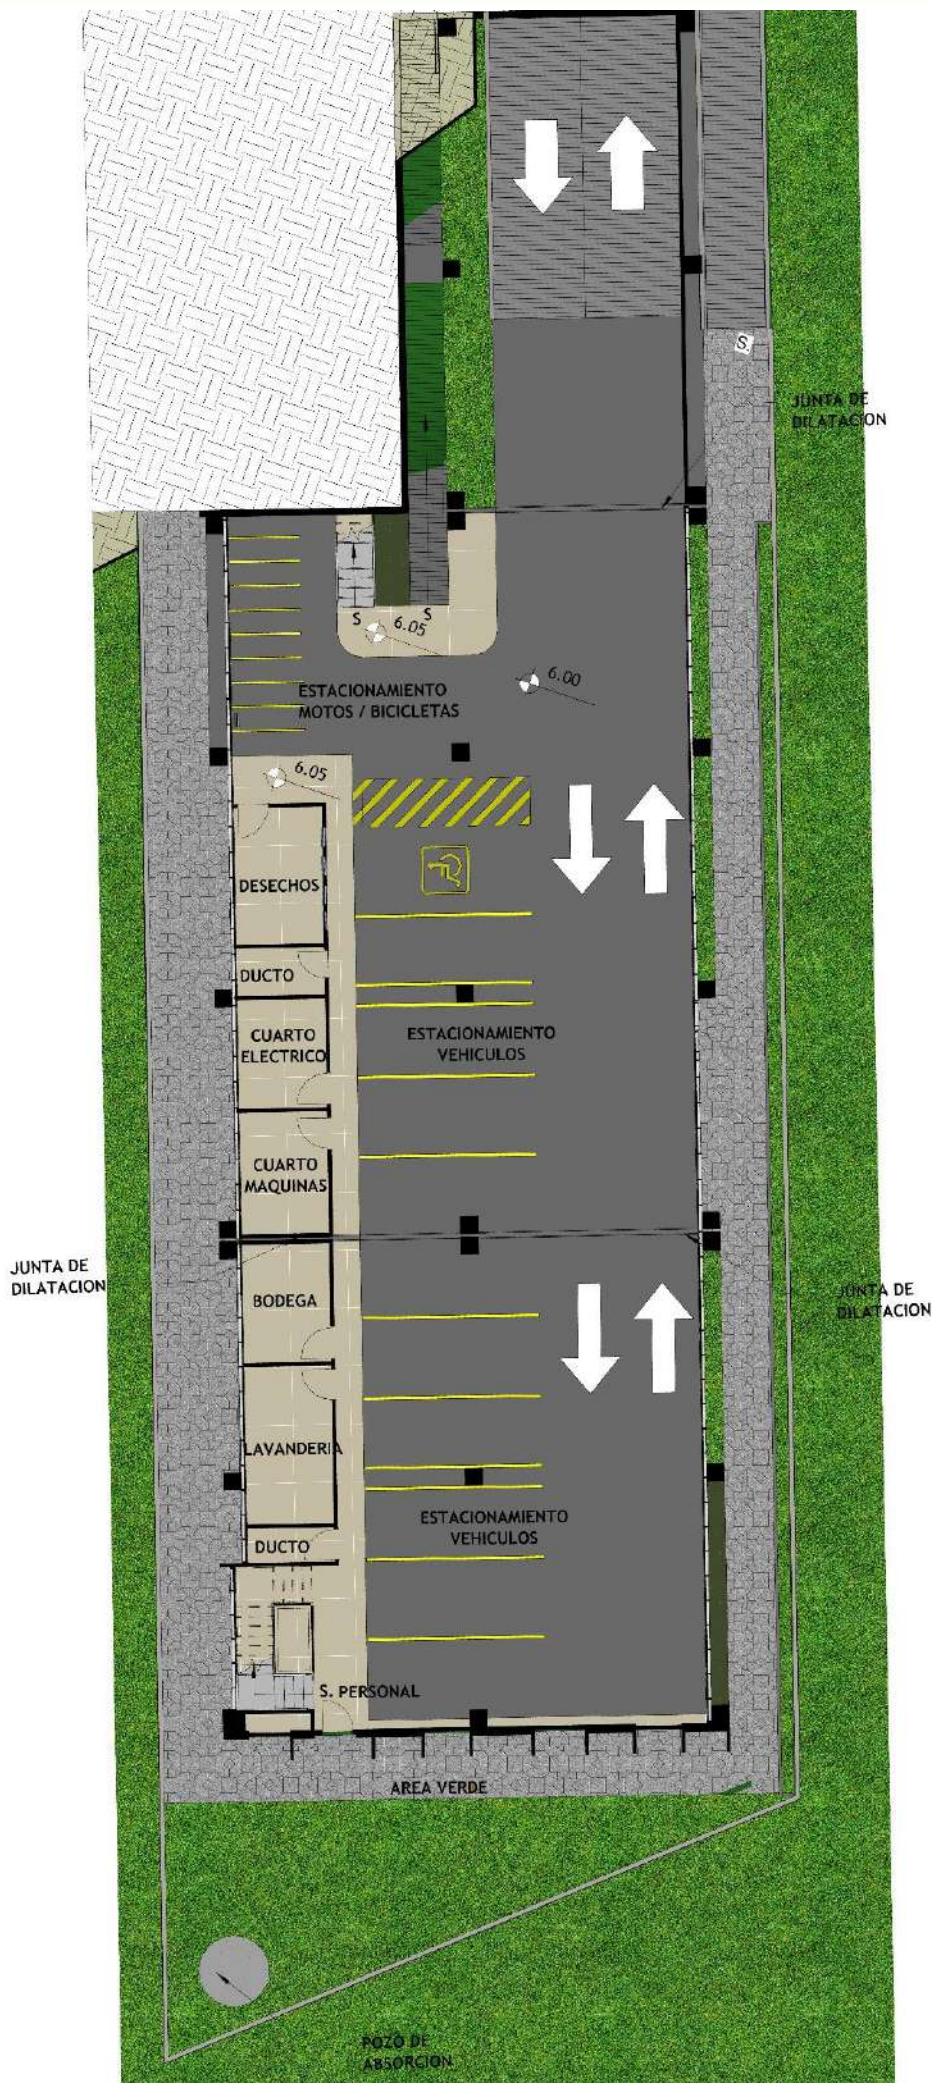 S.
JUNTA DE
DILATACION
S
S
6.05
6.00
ESTACIONAMIENTO
MOTOS / BICICLETAS
6.05
DESECHOS
DUCTO
CUARTO
ELECTRICO
ESTACIONAMIENTO
VEHICULOS
CUARTO
MAQUINAS
JUNTA DE
DILATACION
BODEGA
JUNTA DE
DILATACION
LAVANDERIA
ESTACIONAMIENTO
VEHICULOS
DUCTO
S. PERSONAL
AREA VERDE
POZO DE
ABSORCION